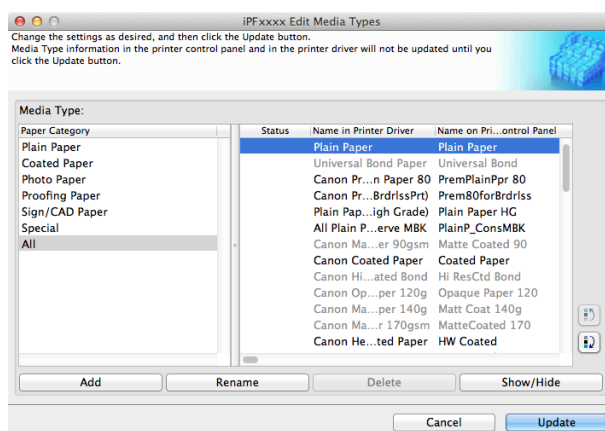 iPFxxxx Edit Media Types
Change the settings as desired, and then click the Update button.
Media Type information in the printer control panel and in the printer driver will not be updated until you
click the Update button.
Media Type:
Paper Category Status Name in Printer Driver Name on Pri...ontrol Panel
Plain Paper Plain Paper Plain Paper
Coated Paper Universal Bond Paper Universal Bond
Photo Paper Canon Pr...n Paper 80 PremPlainPpr 80
Proofing Paper Canon Pr...BrdrlssPrt) Prem80forBrdrlss
Sign/CAD Paper Plain Pap...igh Grade) Plain Paper HG
Special All Plain P...erve MBK PlainP_ConsMBK
All Canon Ma...er 90gsm Matte Coated 90
Canon Coated Paper Coated Paper
Canon Hi...ated Bond Hi ResCtd Bond
Canon Op...per 120g Opaque Paper 120
Canon Ma...per 140g Matt Coat 140g
Canon Ma...r 170gsm MatteCoated 170
Canon He...ted Paper HW Coated
Add Rename Delete Show/Hide
Cancel Update